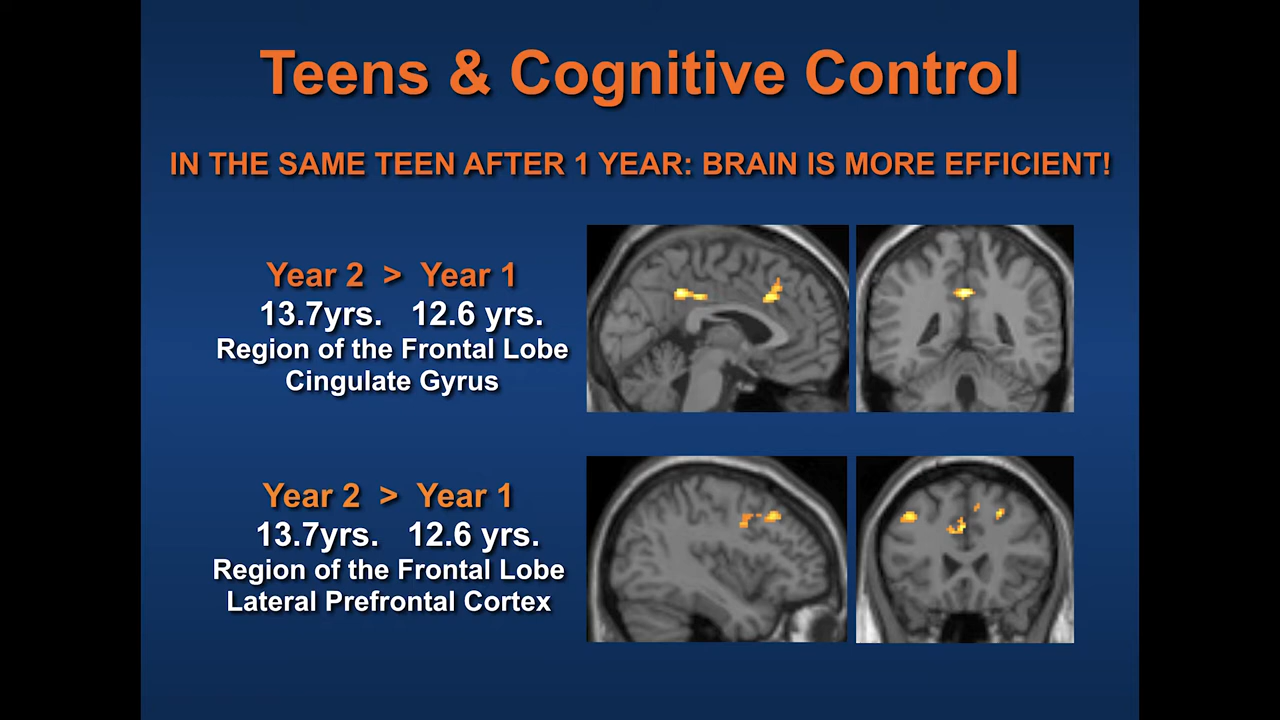 Teens & Cognitive Control
IN THE SAME TEEN AFTER 1 YEAR: BRAIN IS MORE EFFICIENT!
Year 2 > Year 1
13.7yrs. 12.6 yrs.
Region of the Frontal Lobe
Cingulate Gyrus
Year 2 > Year 1
13.7yrs. 12.6 yrs.
Region of the Frontal Lobe
Lateral Prefrontal Cortex